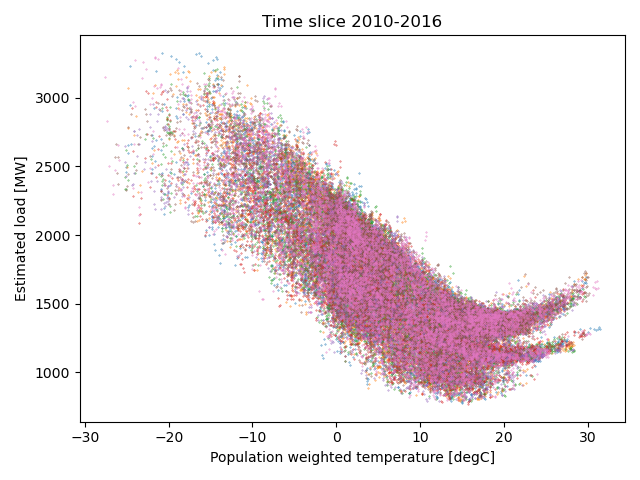 Time slice 2010-2016
Estimated load [MW]
3000
2500
2000
1500
1000
−30 −20 −10 0 10 20 30
Population weighted temperature [degC]